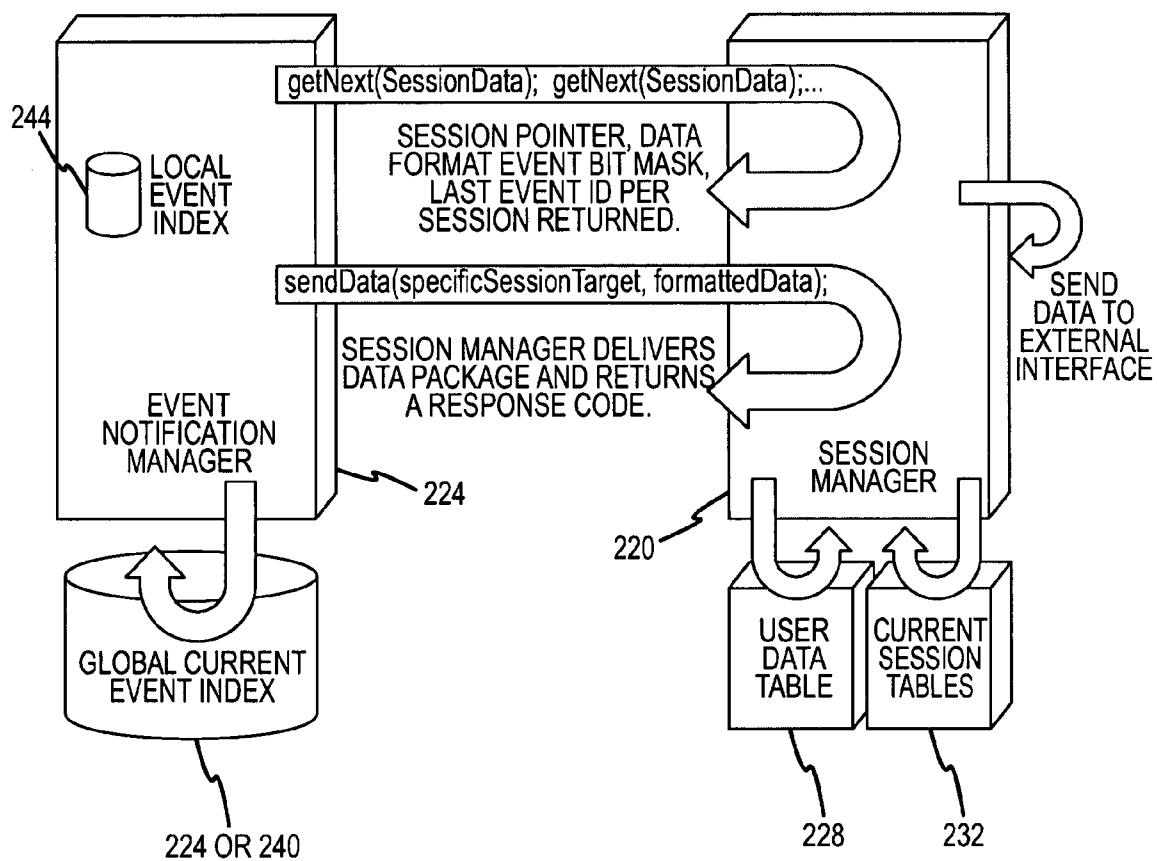 getNext(SessionData); getNext(SessionData);...
244
LOCAL
EVENT
INDEX
SESSION POINTER, DATA
FORMAT EVENT BIT MASK,
LAST EVENT ID PER
SESSION RETURNED.
sendData(specificSessionTarget, formattedData);
SEND
DATA TO
EXTERNAL
INTERFACE
SESSION MANAGER DELIVERS
DATA PACKAGE AND RETURNS
A RESPONSE CODE.
EVENT
NOTIFICATION
MANAGER
224
SESSION
MANAGER
220
GLOBAL CURRENT
EVENT INDEX
USER
DATA
TABLE
CURRENT
SESSION
TABLES
224 OR 240
228
232